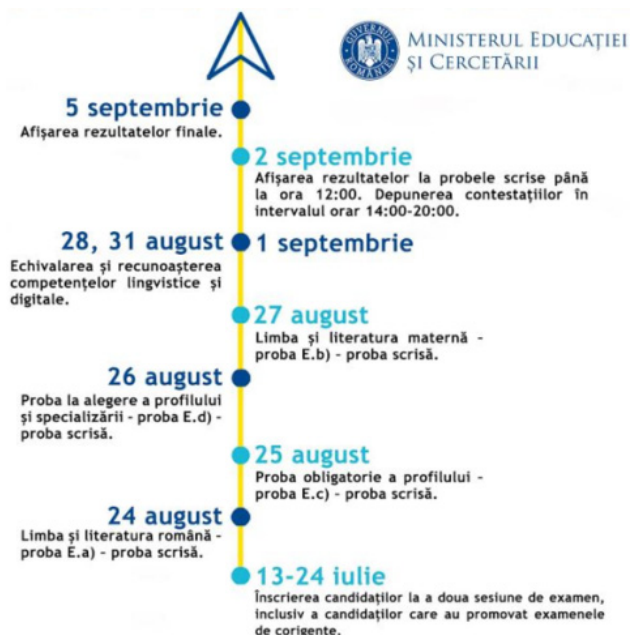 MINISTERUL EDUCAȚIEI
ȘI CERCETĂRII
GUVERNUL ROMÂNIEI
5 septembrie
Afișarea rezultatelor finale.
2 septembrie
Afișarea rezultatelor la probele scrise până
la ora 12:00. Depunerea contestațiilor în
intervalul orar 14:00-20:00.
28, 31 august
1 septembrie
Echivalarea și recunoașterea
competențelor lingvistice și
digitale.
27 august
Limba și literatura maternă -
proba E.b) - proba scrisă.
26 august
Proba la alegere a profilului
și specializării - proba E.d) -
proba scrisă.
25 august
Proba obligatorie a profilului -
proba E.c) - proba scrisă.
24 august
Limba și literatura română -
proba E.a) - proba scrisă.
13-24 iulie
Înscrierea candidaților la a doua sesiune de examen,
inclusiv a candidaților care au promovat examenele
de corigențe.